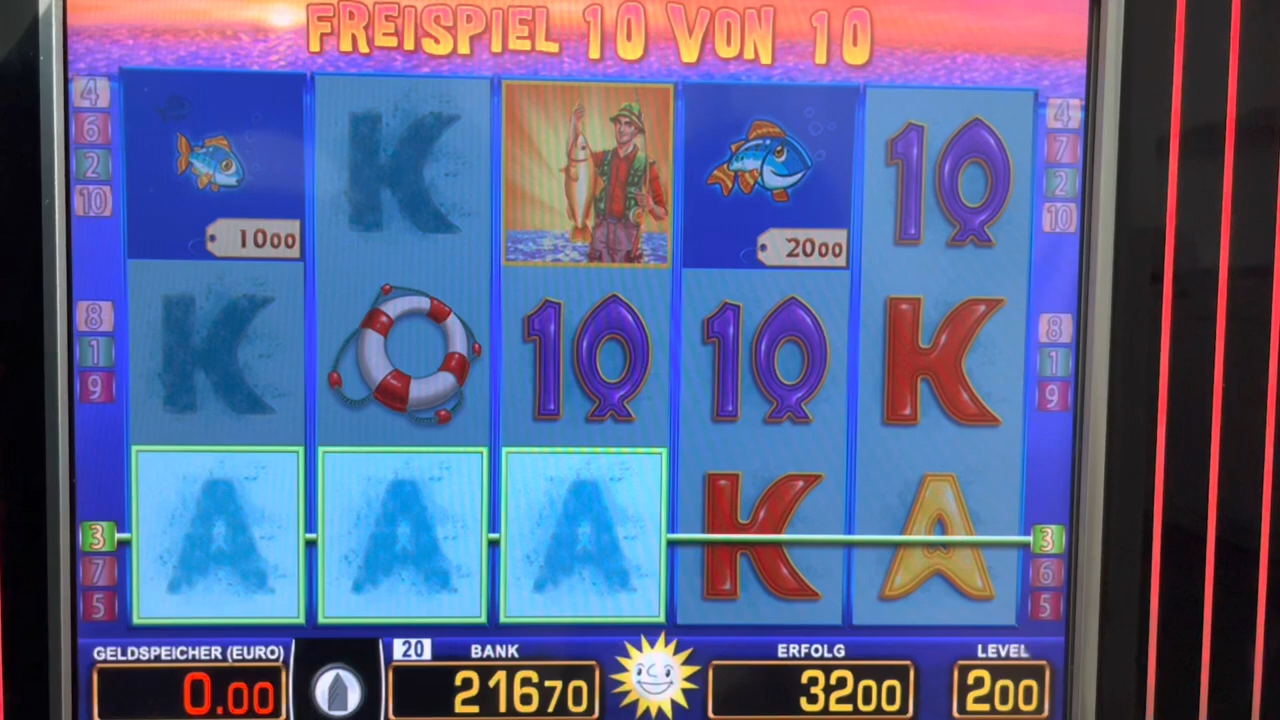 FREISPIEL 10 VON 10
4 4
6 1000 K 10 7
2 2000 2
10 10
8 8
1 K 10 10 K 1
9 9
3 A A A K A 3
7 6
5 5
GELDSPEICHER (EURO) 20 BANK ERFOLG LEVEL
0.00 21670 3200 200